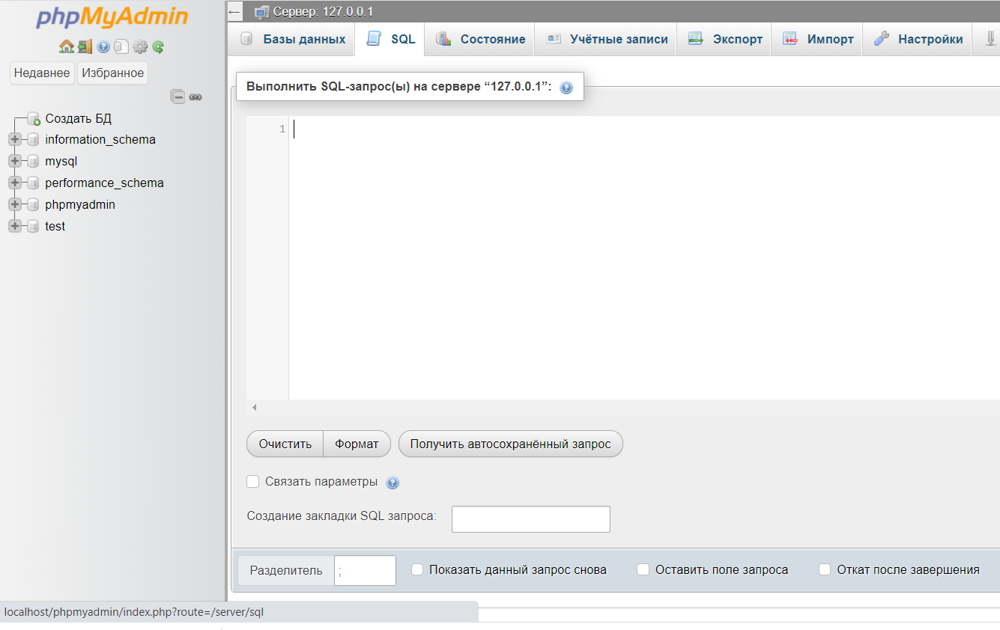 phpMyAdmin
Недавнее Избранное
Создать БД
information_schema
mysql
performance_schema
phpmyadmin
test
Сервер: 127.0.0.1
Базы данных SQL Состояние Учётные записи Экспорт Импорт Настройки
Выполнить SQL-запрос(ы) на сервере “127.0.0.1”:
1
Очистить Формат Получить автосохранённый запрос
Связать параметры
Создание закладки SQL запроса:
Разделитель ; Показать данный запрос снова Оставить поле запроса Откат после завершения
localhost/phpmyadmin/index.php?route=/server/sql